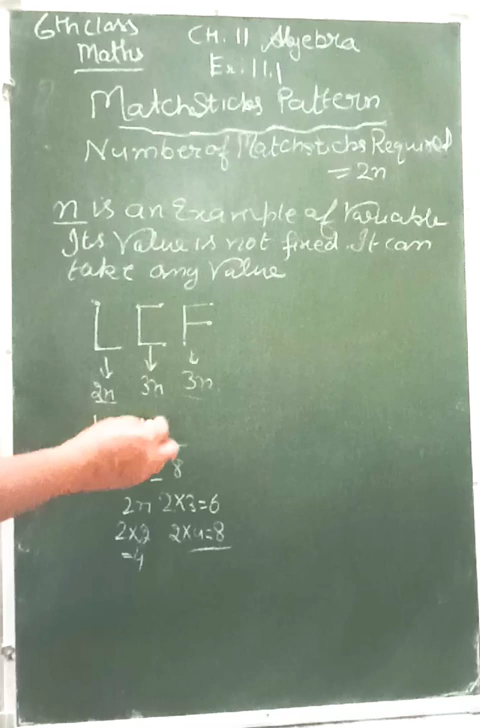 6th class
Maths
CH. 11 Algebra
Ex: 11.1
MatchSticks Pattern
Number of Matchsticks Required
= 2n
n is an Example of Variable
Its Value is not fixed. It can
take any Value
L C F
2n 3n 3n
8
2n 2×3=6
2×2 2×4=8
=4